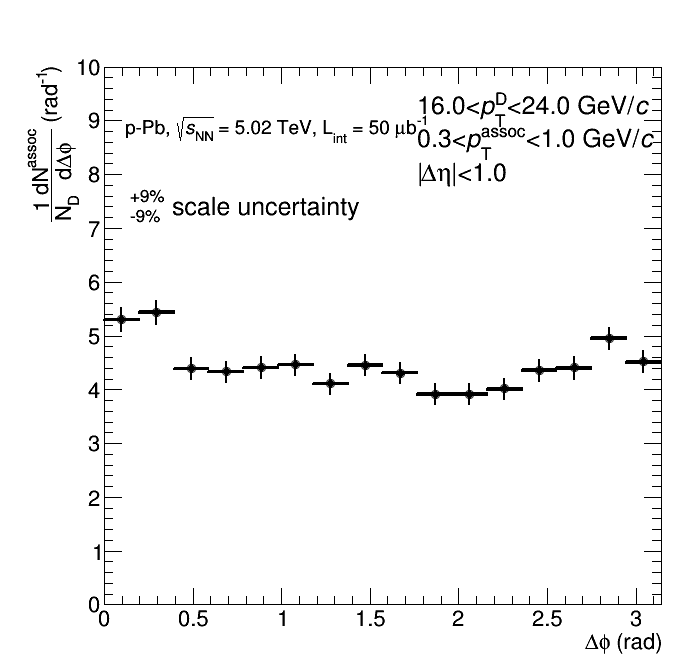 1 dN^assoc / N_D dΔϕ (rad^-1)
10
9
8
7
6
5
4
3
2
1
0
p-Pb, √s_NN = 5.02 TeV, L_int = 50 μb^-1
16.0<p_T^D<24.0 GeV/c
0.3<p_T^assoc<1.0 GeV/c
|Δη|<1.0
+9%
-9% scale uncertainty
0 0.5 1 1.5 2 2.5 3
Δϕ (rad)